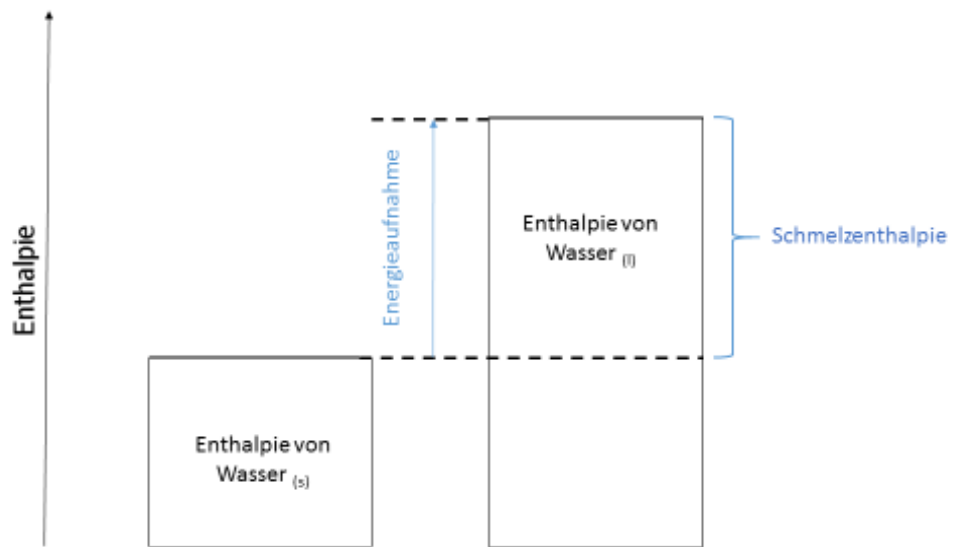 Enthalpie
Energieaufnahme
Enthalpie von
Wasser (l)
Schmelzenthalpie
Enthalpie von
Wasser (s)